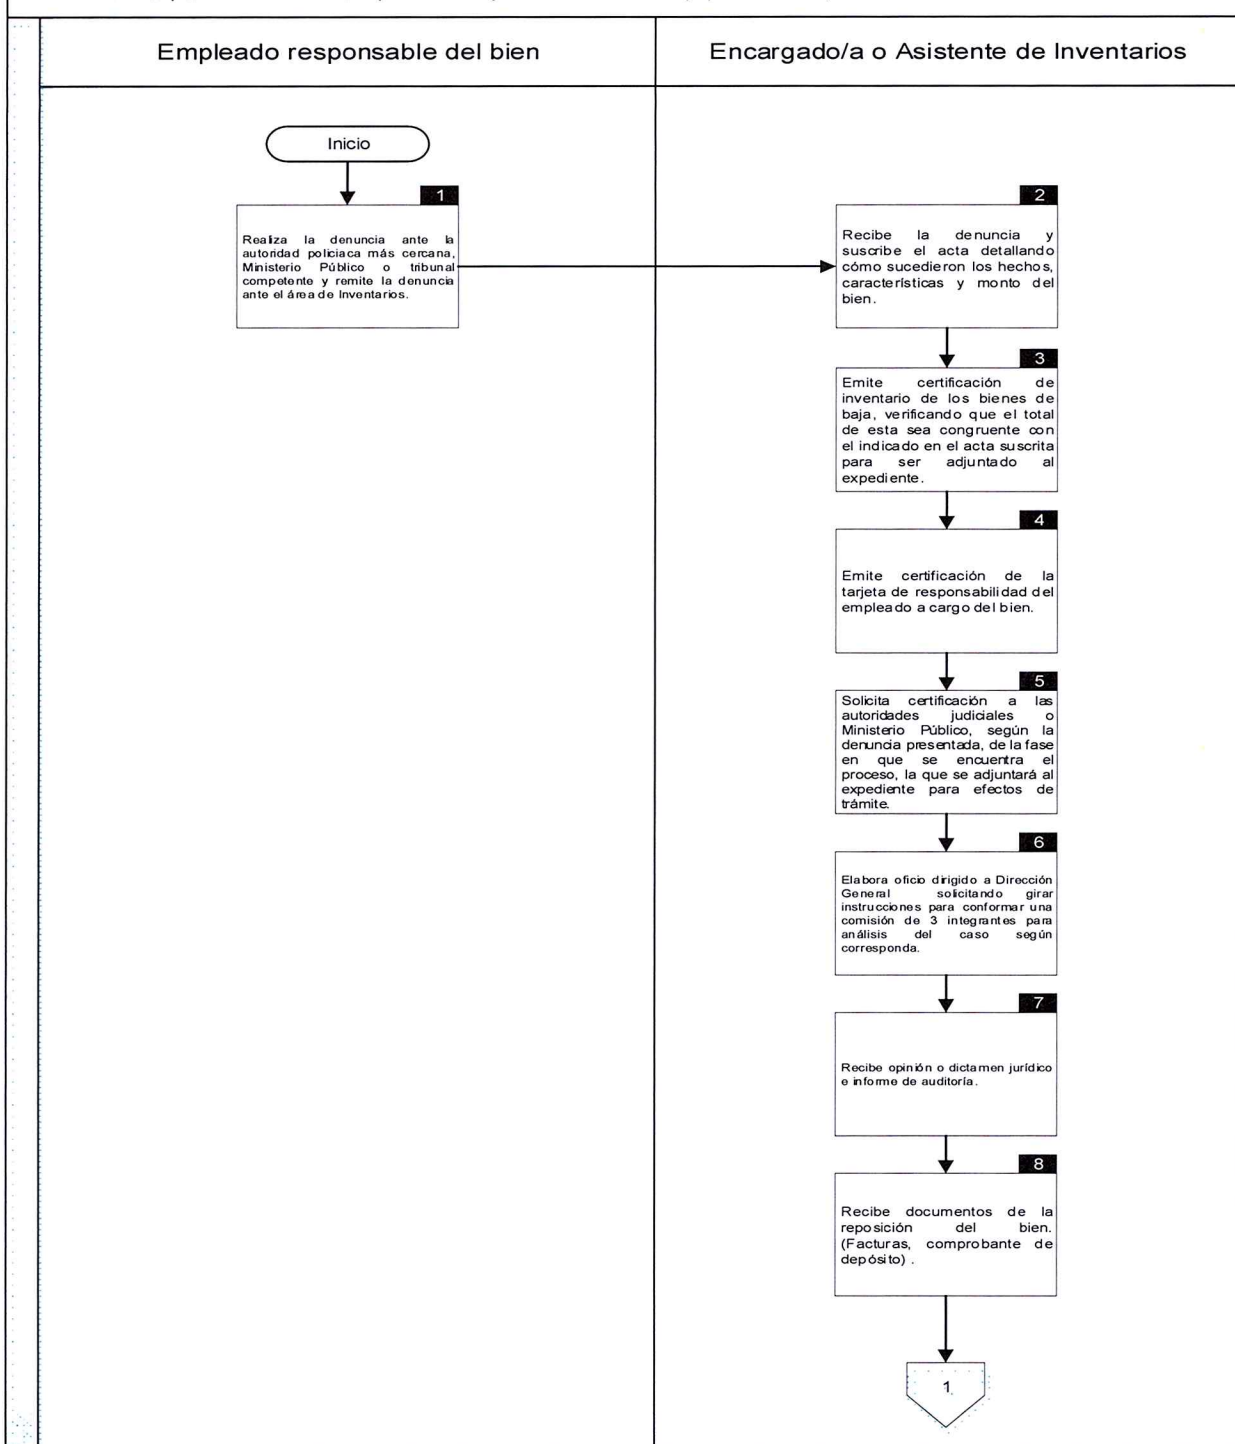 Empleado responsable del bien
Encargado/a o Asistente de Inventarios
Inicio
1
Realiza la denuncia ante la
autoridad policiaca más cercana,
Ministerio Público o tribunal
competente y remite la denuncia
ante el área de Inventarios.
2
Recibe la denuncia y
suscribe el acta detallando
cómo sucedieron los hechos,
características y monto del
bien.
3
Emite certificación de
inventario de los bienes de
baja, verificando que el total
de esta sea congruente con
el indicado en el acta suscrita
para ser adjuntado al
expediente.
4
Emite certificación de la
tarjeta de responsabilidad del
empleado a cargo del bien.
5
Solicita certificación a las
autoridades judiciales o
Ministerio Público, según la
denuncia presentada, de la fase
en que se encuentra el
proceso, la que se adjuntará al
expediente para efectos de
trámite.
6
Elabora oficio dirigido a Dirección
General solicitando girar
instrucciones para conformar una
comisión de 3 integrantes para
análisis del caso según
corresponda.
7
Recibe opinión o dictamen jurídico
e informe de auditoría.
8
Recibe documentos de la
reposición del bien.
(Facturas, comprobante de
depósito) .
1